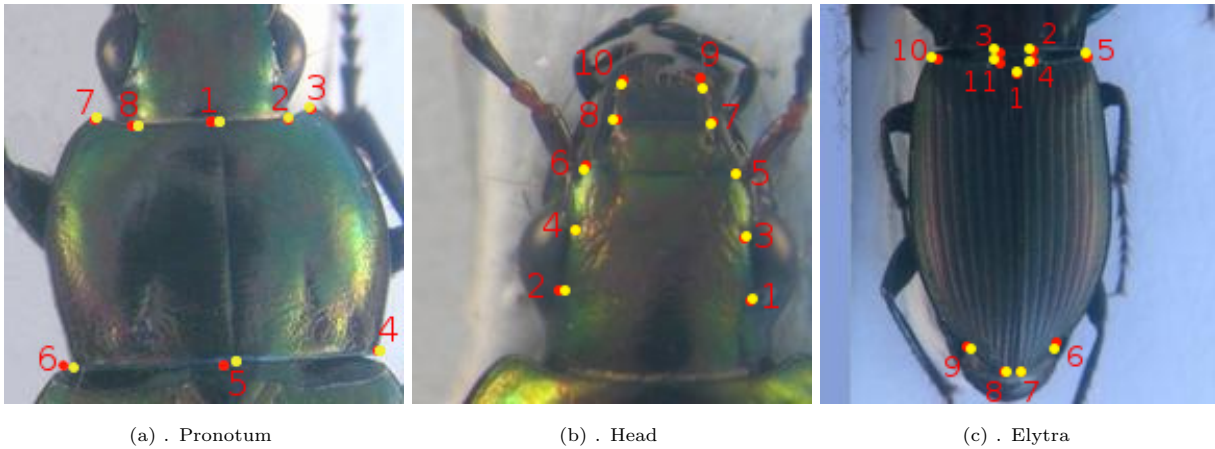 7 8 1 2 3
6 5 4
10 9
8 7
6 5
4 3
2 1
10 3 2 5
11 1 4
9 8 7 6
(a) . Pronotum
(b) . Head
(c) . Elytra